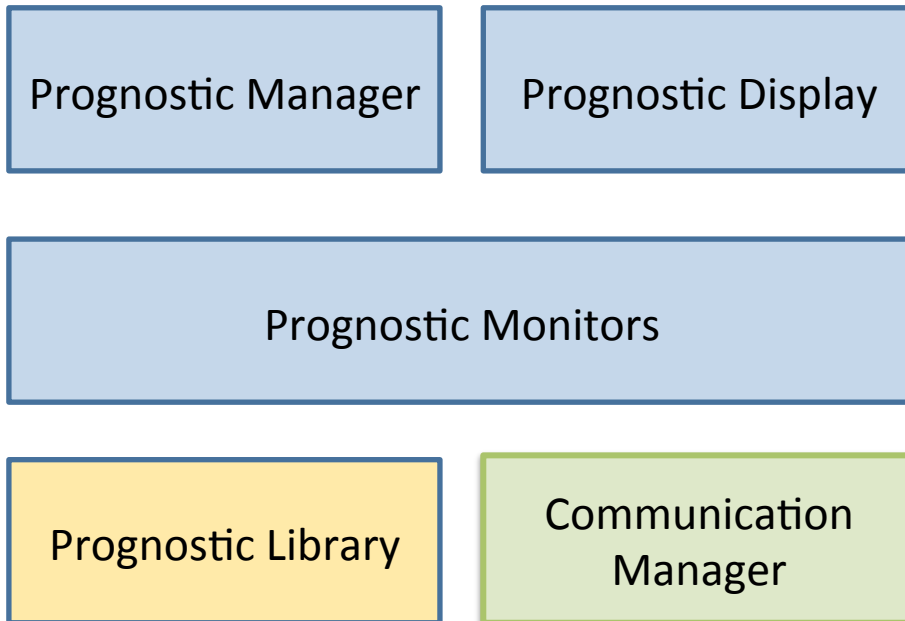 Prognostic Manager
Prognostic Display
Prognostic Monitors
Prognostic Library
Communication
Manager